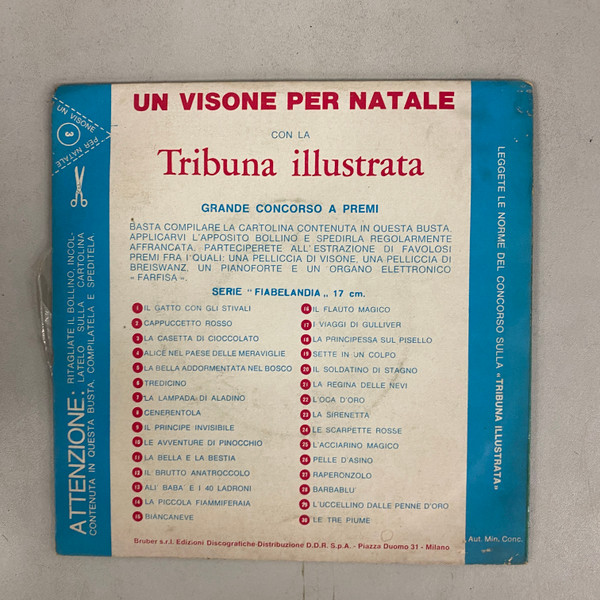 UN VISONE PER NATALE
CON LA
Tribuna illustrata
GRANDE CONCORSO A PREMI
BASTA COMPILARE LA CARTOLINA CONTENUTA IN QUESTA BUSTA,
APPLICARVI L'APPOSITO BOLLINO E SPEDIRLA REGOLARMENTE
AFFRANCATA. PARTECIPERETE ALL'ESTRAZIONE DI FAVOLOSI
PREMI FRA I QUALI: UNA PELLICCIA DI VISONE, UNA PELLICCIA DI
BREISWANZ, UN PIANOFORTE E UN ORGANO ELETTRONICO
« FARFISA ».
SERIE " FIABELANDIA „ 17 cm.
1 IL GATTO CON GLI STIVALI
2 CAPPUCCETTO ROSSO
3 LA CASETTA DI CIOCCOLATO
4 ALICE NEL PAESE DELLE MERAVIGLIE
5 LA BELLA ADDORMENTATA NEL BOSCO
6 TREDICINO
7 LA LAMPADA DI ALADINO
8 CENERENTOLA
9 IL PRINCIPE INVISIBILE
10 LE AVVENTURE DI PINOCCHIO
11 LA BELLA E LA BESTIA
12 IL BRUTTO ANATROCCOLO
13 ALI' BABA' E I 40 LADRONI
14 LA PICCOLA FIAMMIFERAIA
15 BIANCANEVE
16 IL FLAUTO MAGICO
17 I VIAGGI DI GULLIVER
18 LA PRINCIPESSA SUL PISELLO
19 SETTE IN UN COLPO
20 IL SOLDATINO DI STAGNO
21 LA REGINA DELLE NEVI
22 L'OCA D'ORO
23 LA SIRENETTA
24 LE SCARPETTE ROSSE
25 L'ACCIARINO MAGICO
26 PELLE D'ASINO
27 RAPERONZOLO
28 BARBABLU'
29 L'UCCELLINO DALLE PENNE D'ORO
30 LE TRE PIUME
Bruber s.r.l. Edizioni Discografiche-Distribuzione D.D.R. S.p.A. - Piazza Duomo 31 - Milano
UN VISONE
3
PER NATALE
ATTENZIONE:
RITAGLIATE IL BOLLINO, INCOL-
LATELO SULLA CARTOLINA
CONTENUTA IN QUESTA BUSTA, COMPILATELA E SPEDITELA.
LEGGETE LE NORME DEL CONCORSO SULLA «TRIBUNA ILLUSTRATA»
Aut. Min. Conc.